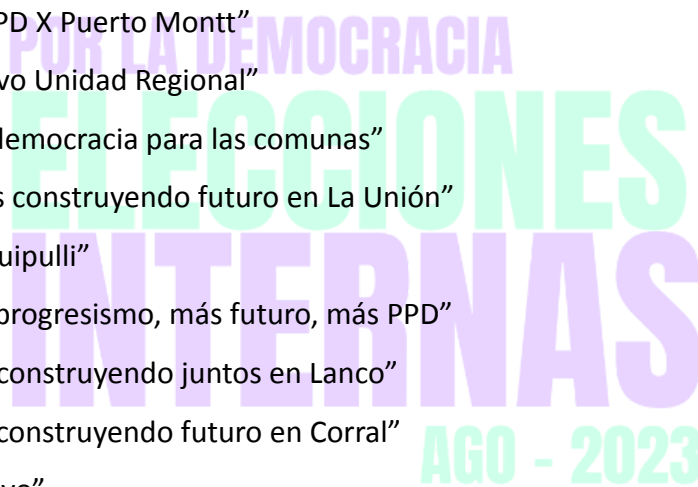 PD X Puerto Montt”
POR LA DEMOCRACIA
vo Unidad Regional”
ELECCIONES
democracia para las comunas”
s construyendo futuro en La Unión”
uipulli”
INTERNAS
progresismo, más futuro, más PPD”
construyendo juntos en Lanco”
construyendo futuro en Corral”
AGO - 2023